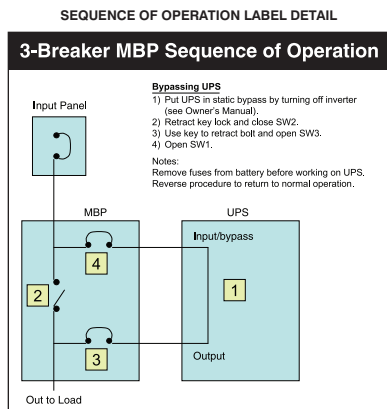 SEQUENCE OF OPERATION LABEL DETAIL
3-Breaker MBP Sequence of Operation
Bypassing UPS
1) Put UPS in static bypass by turning off inverter
(see Owner's Manual).
2) Retract key lock and close SW2.
3) Use key to retract bolt and open SW3.
4) Open SW1.
Notes:
Remove fuses from battery before working on UPS.
Reverse procedure to return to normal operation.
Input Panel
MBP
UPS
Input/bypass
4
2
1
3
Output
Out to Load